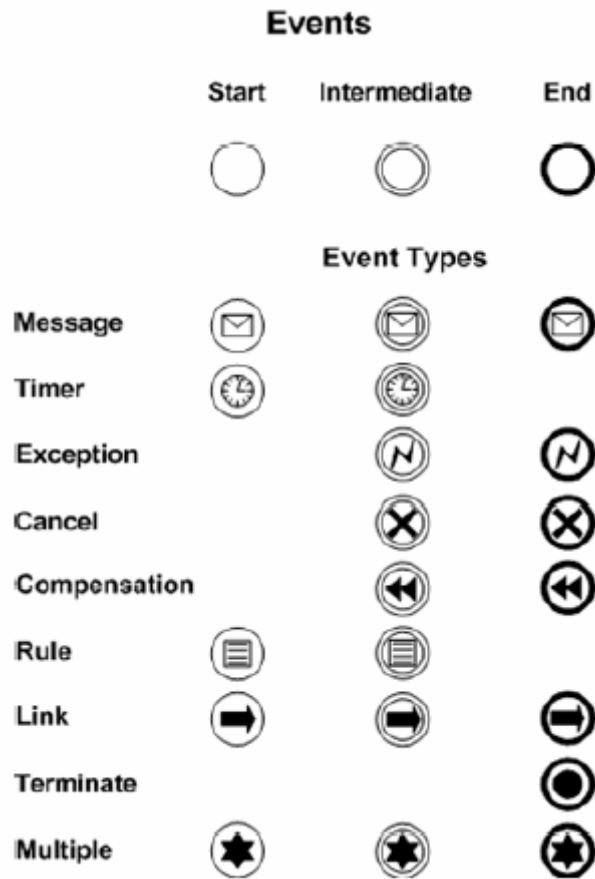 Events
Start Intermediate End
Event Types
Message
Timer
Exception
Cancel
Compensation
Rule
Link
Terminate
Multiple